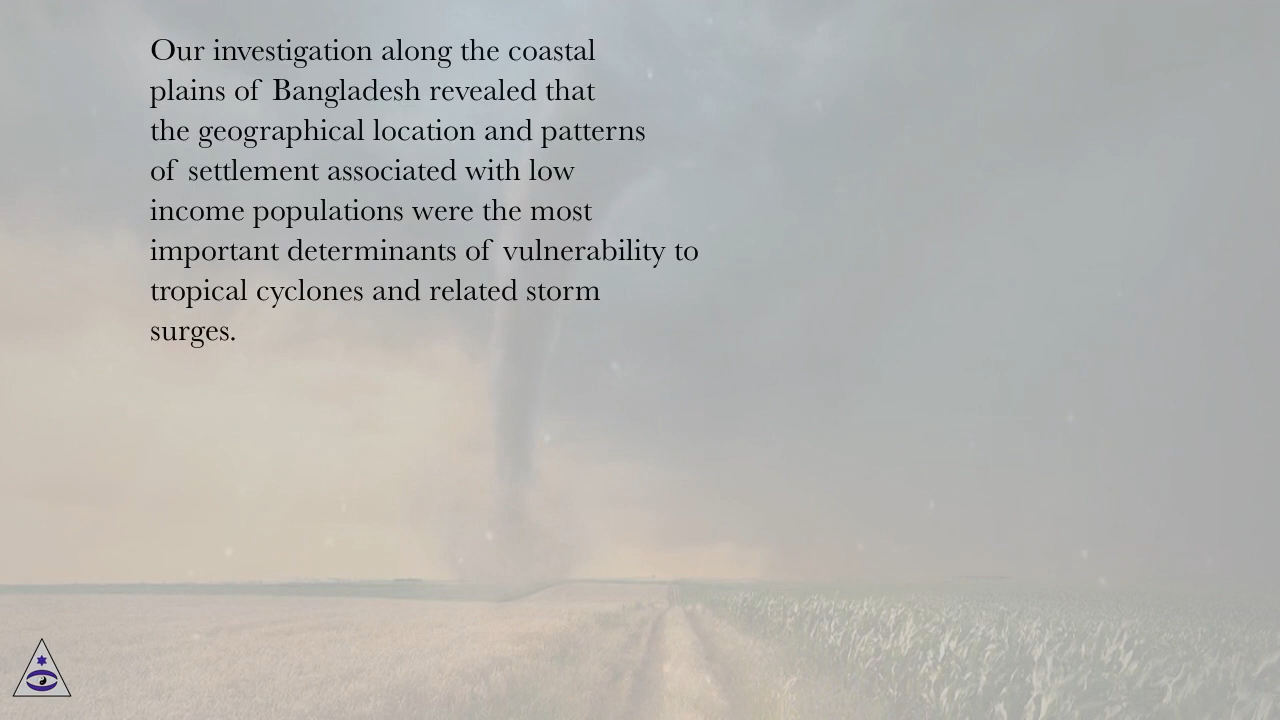 Our investigation along the coastal
plains of Bangladesh revealed that
the geographical location and patterns
of settlement associated with low
income populations were the most
important determinants of vulnerability to
tropical cyclones and related storm
surges.